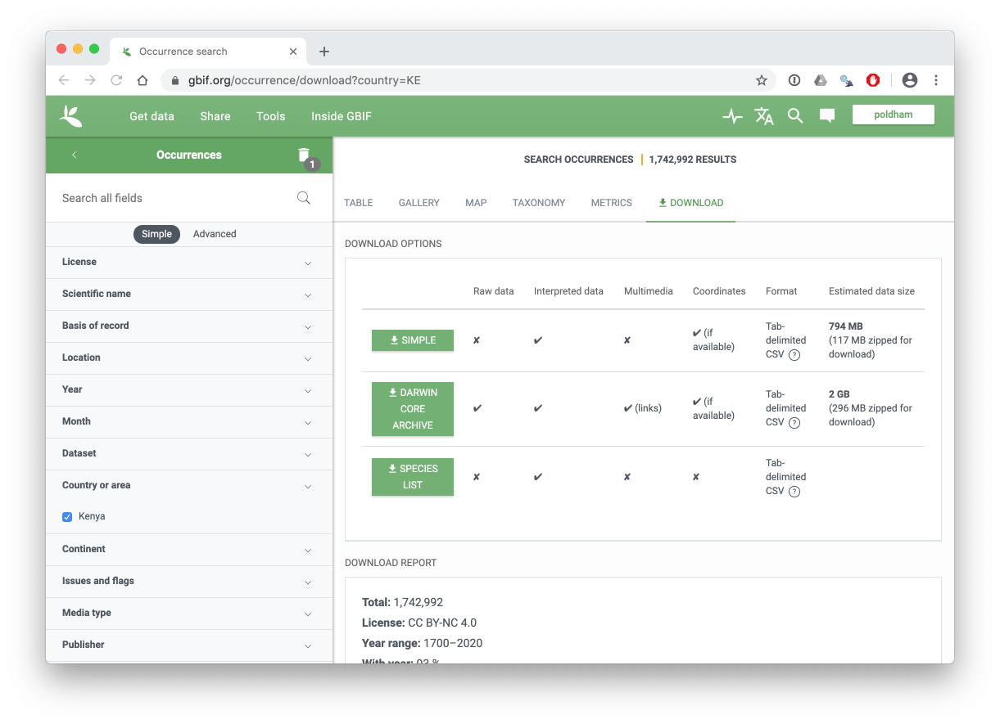 Occurrence search
gbif.org/occurrence/download?country=KE
Get data
Share
Tools
Inside GBIF
poldham
Occurrences
1
Search all fields
Simple
Advanced
License
Scientific name
Basis of record
Location
Year
Month
Dataset
Country or area
Kenya
Continent
Issues and flags
Media type
Publisher
SEARCH OCCURRENCES | 1,742,992 RESULTS
TABLE
GALLERY
MAP
TAXONOMY
METRICS
DOWNLOAD
DOWNLOAD OPTIONS
Raw data
Interpreted data
Multimedia
Coordinates
Format
Estimated data size
SIMPLE
✘
✔
✘
✔ (if
available)
Tab-
delimited
CSV ?
794 MB
(117 MB zipped for
download)
DARWIN
CORE
ARCHIVE
✔
✔
✔ (links)
✔ (if
available)
Tab-
delimited
CSV ?
2 GB
(296 MB zipped for
download)
SPECIES
LIST
✘
✔
✘
✘
Tab-
delimited
CSV ?
DOWNLOAD REPORT
Total: 1,742,992
License: CC BY-NC 4.0
Year range: 1700–2020
With year: 93 %